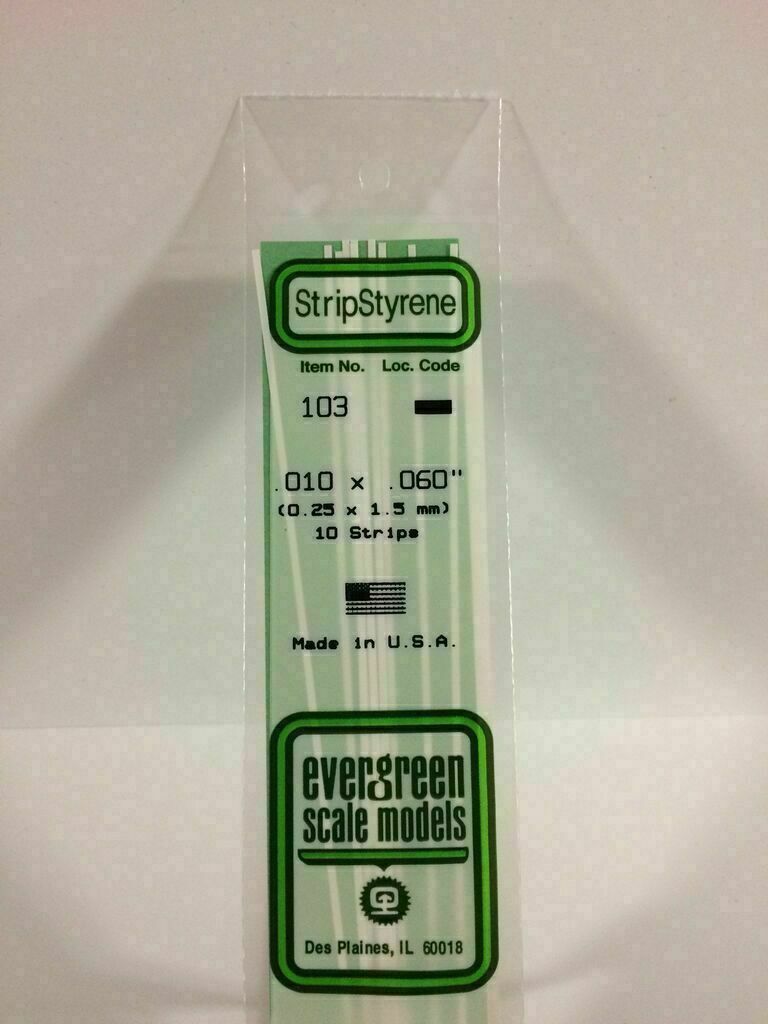 StripStyrene
Item No. Loc. Code
103
.010 x .060"
(0.25 x 1.5 mm)
10 Strips
Made in U.S.A.
evergreen
scale models
Des Plaines, IL 60018